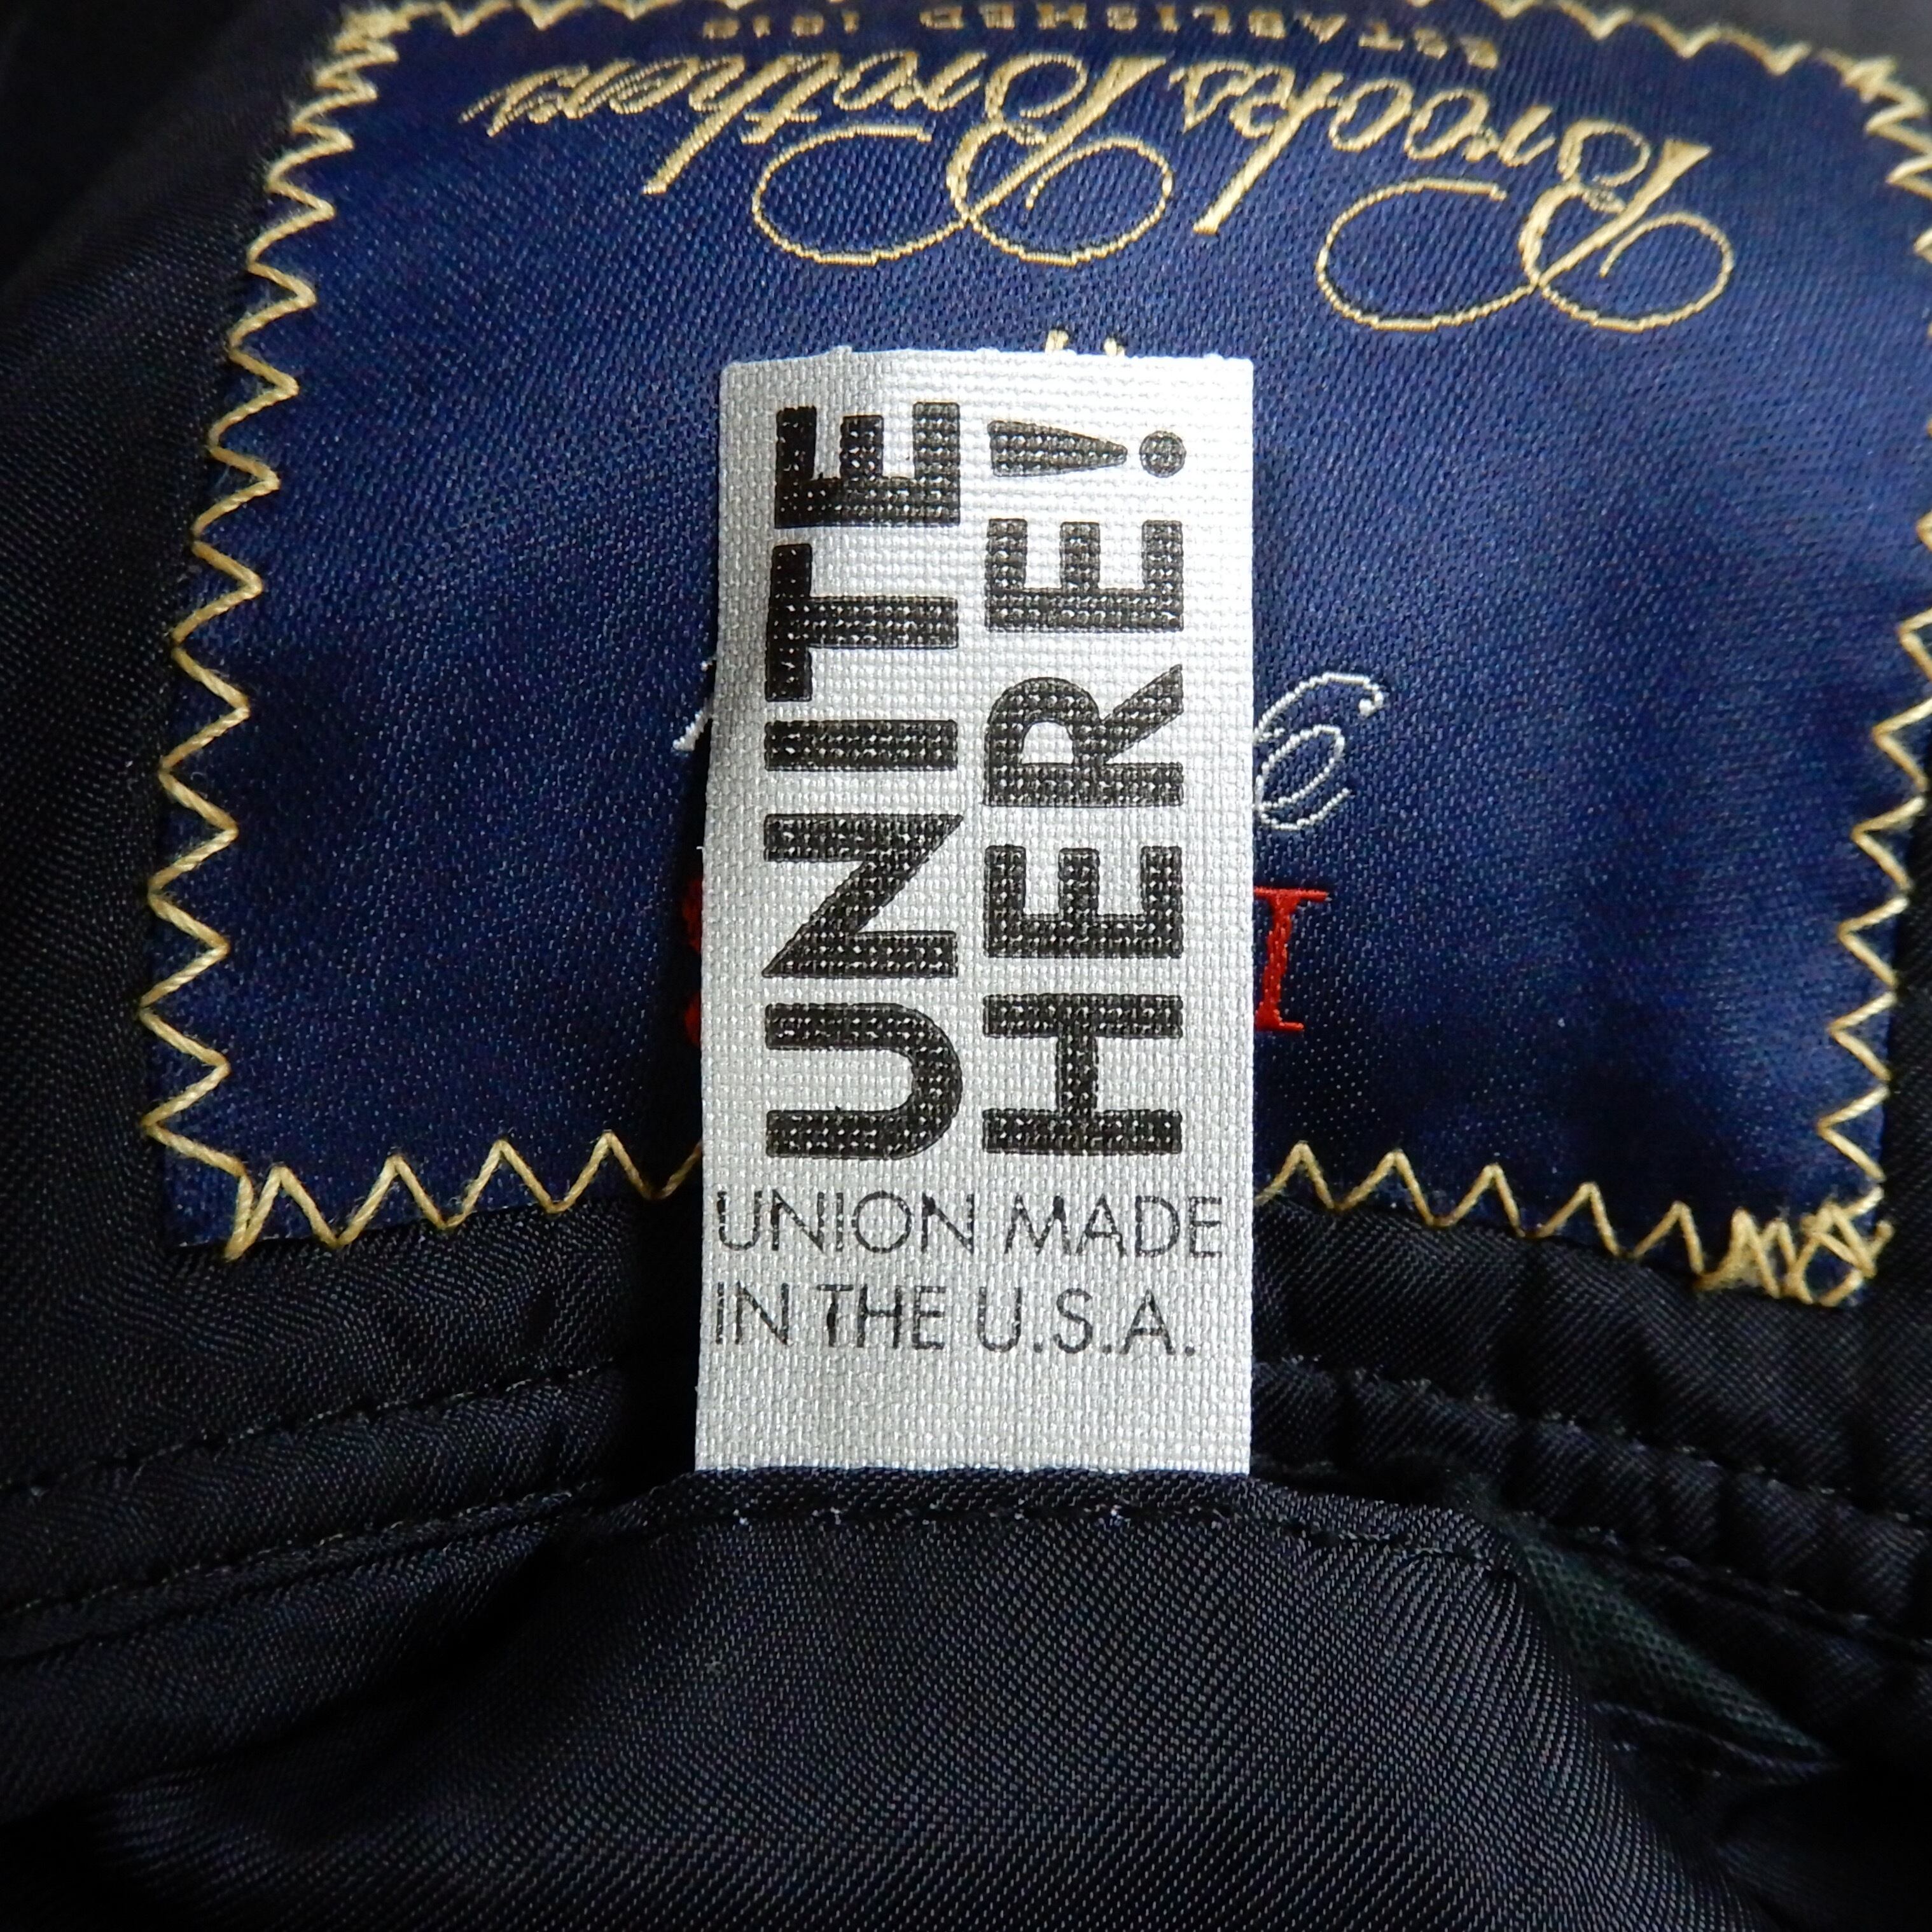 ESTABLISHED 1818
Brooks Brothers
UNITE
HERE!
UNION MADE
IN THE U.S.A.